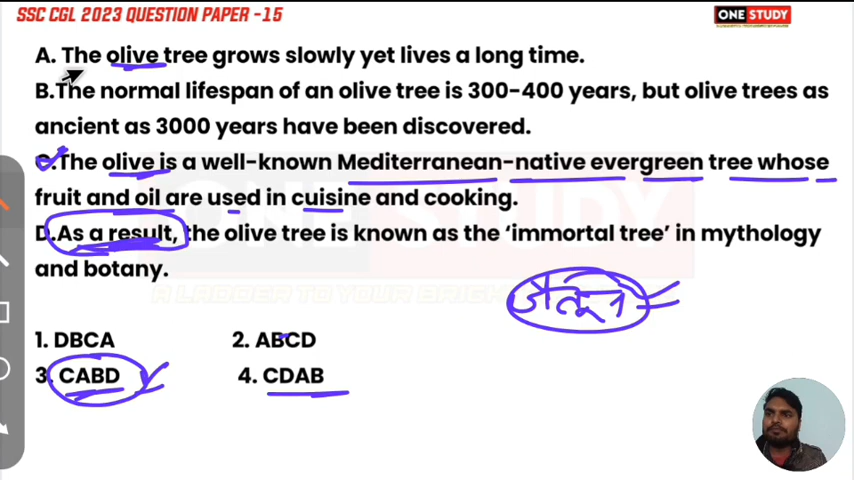 SSC CGL 2023 QUESTION PAPER -15
ONE STUDY
A. The olive tree grows slowly yet lives a long time.
B.The normal lifespan of an olive tree is 300-400 years, but olive trees as
ancient as 3000 years have been discovered.
C.The olive is a well-known Mediterranean-native evergreen tree whose
fruit and oil are used in cuisine and cooking.
D.As a result, the olive tree is known as the 'immortal tree' in mythology
and botany.
जैतून
1. DBCA 2. ABCD
3. CABD 4. CDAB